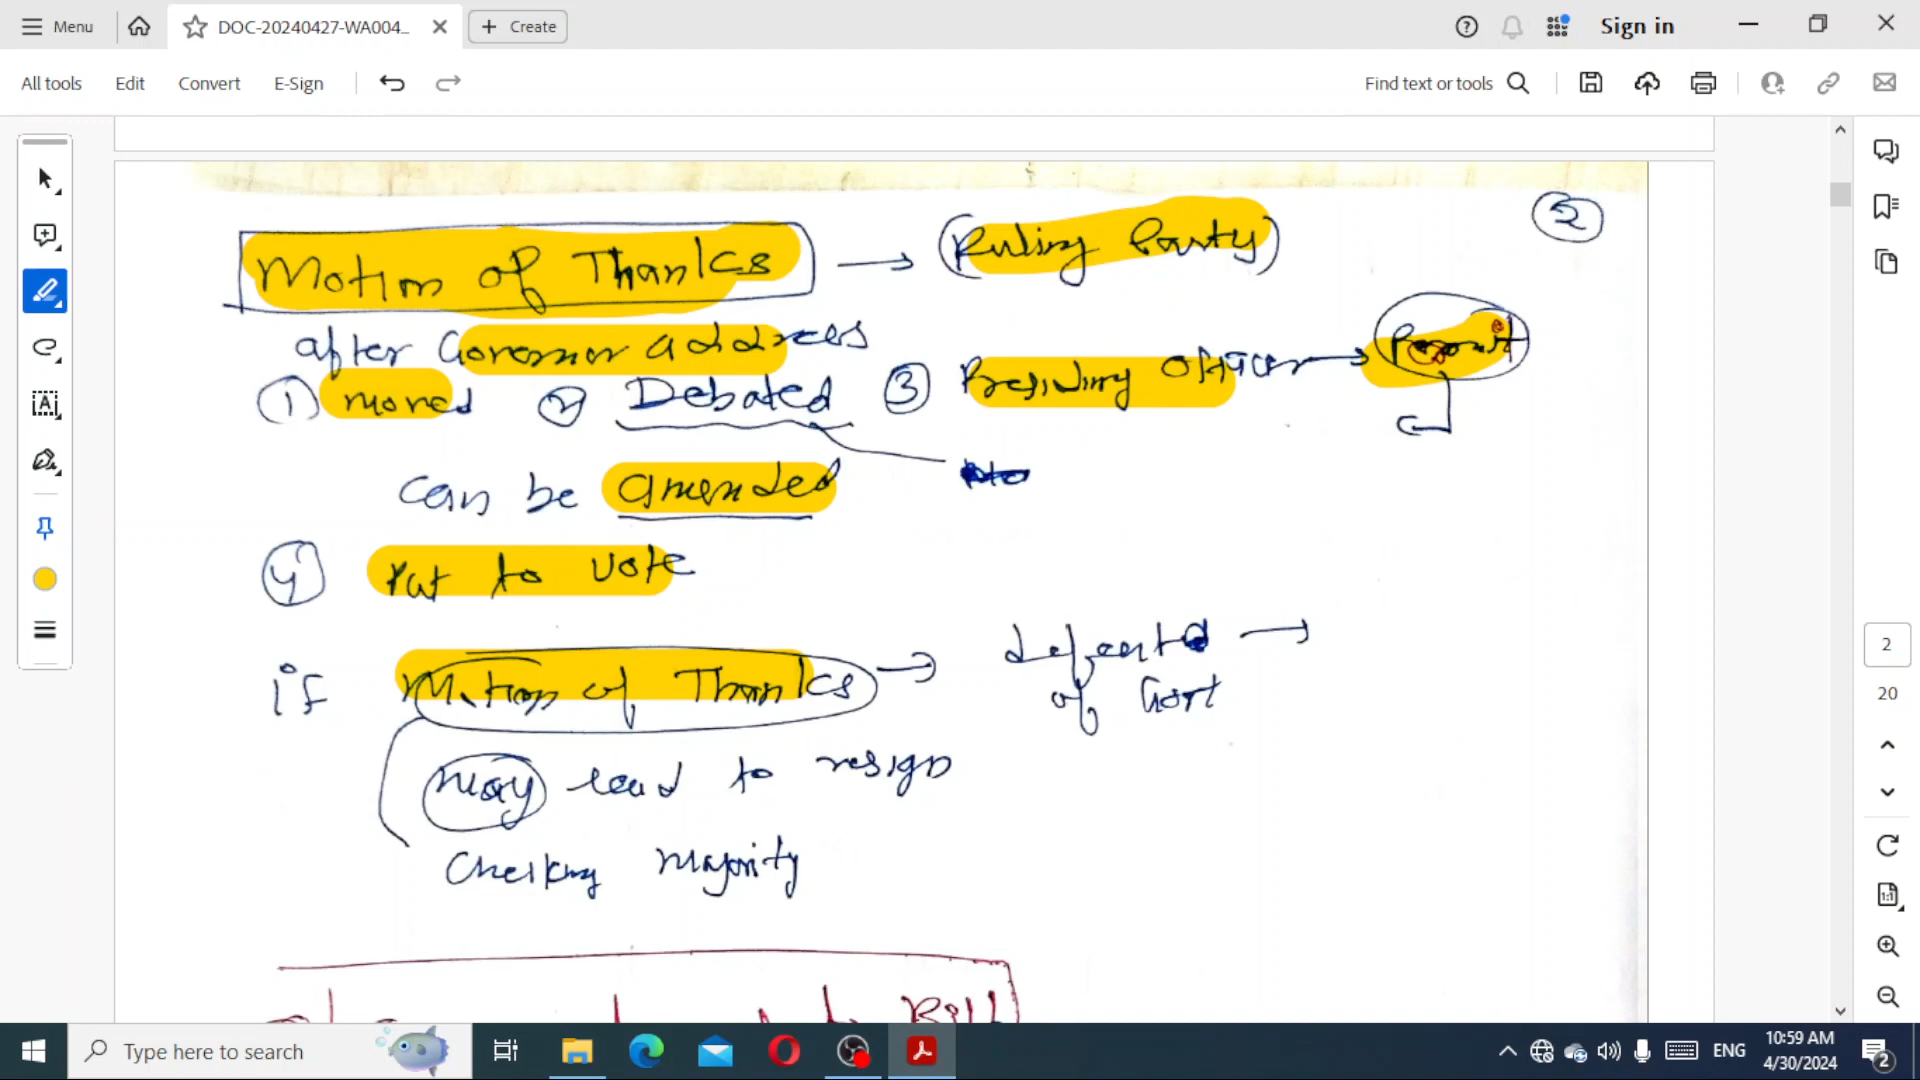 Menu DOC-20240427-WA004... Create Sign in
All tools Edit Convert E-Sign Find text or tools
Motion of Thanks → (Ruling Party) 2
after Governor address
① moved ② Debated ③ Presiding officer →
can be amended
④ Put to vote
if Motion of Thanks → defeated →
of Govt
may lead to resign
Checking Majority
Bill
2
20
Type here to search ENG 10:59 AM
4/30/2024 2